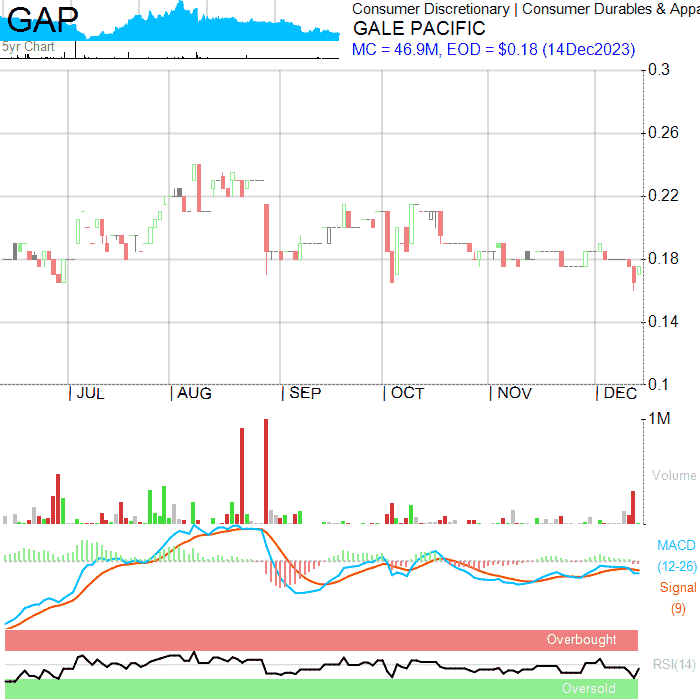 GAP
5yr Chart
Consumer Discretionary | Consumer Durables & Appa
GALE PACIFIC
MC = 46.9M, EOD = $0.18 (14Dec2023)
0.3
0.26
0.22
0.18
0.14
0.1
| JUL | AUG | SEP | OCT | NOV | DEC
1M
Volume
MACD
(12-26)
Signal
(9)
Overbought
RSI(14)
Oversold